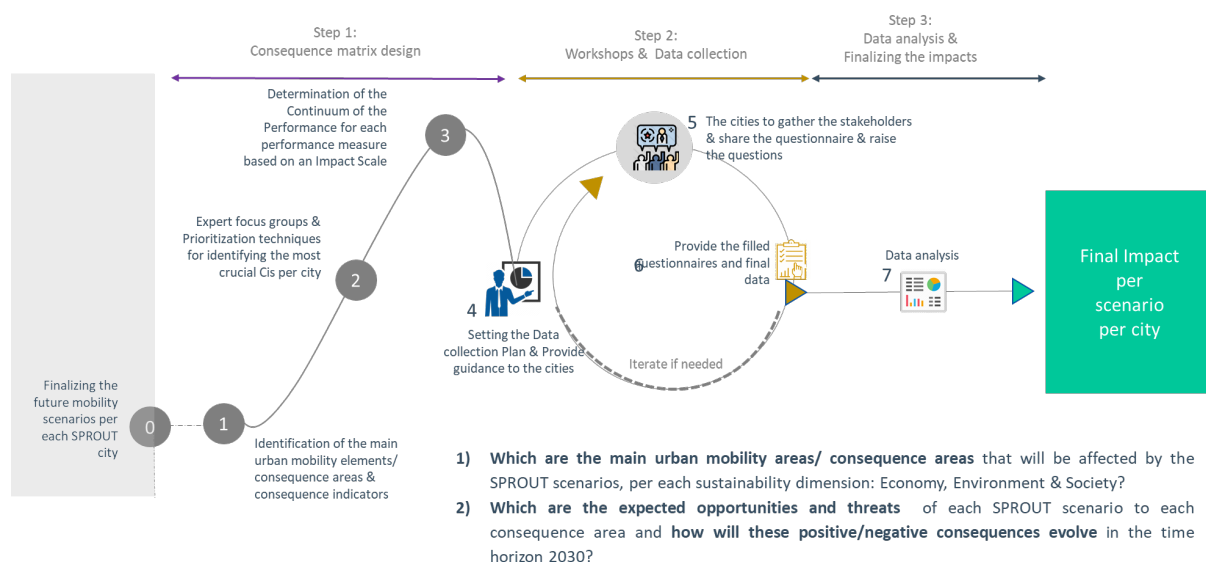 Step 1:
Consequence matrix design
Step 2:
Workshops & Data collection
Step 3:
Data analysis &
Finalizing the impacts
Finalizing the
future mobility
scenarios per
each SPROUT
city
0
1
Identification of the main
urban mobility elements/
consequence areas &
consequence indicators
Expert focus groups &
Prioritization techniques
for identifying the most
crucial Cis per city
2
Determination of the
Continuum of the
Performance for each
performance measure
based on an Impact Scale
3
4
Setting the Data
collection Plan & Provide
guidance to the cities
5
The cities to gather the stakeholders
& share the questionnaire & raise
the questions
6
Provide the filled
questionnaires and final
data
Iterate if needed
Data analysis
7
Final Impact
per
scenario
per city
1) Which are the main urban mobility areas/ consequence areas that will be affected by the
SPROUT scenarios, per each sustainability dimension: Economy, Environment & Society?
2) Which are the expected opportunities and threats of each SPROUT scenario to each
consequence area and how will these positive/negative consequences evolve in the time
horizon 2030?